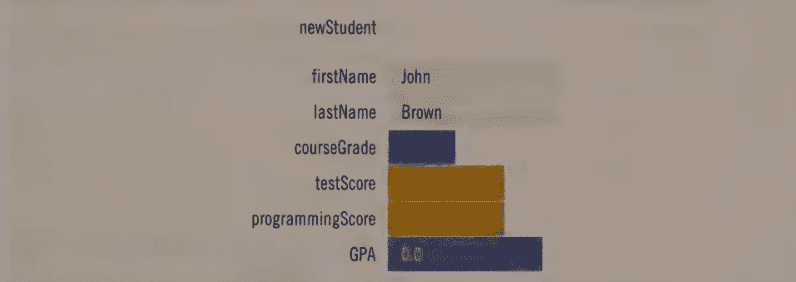 newStudent
firstName John
lastName Brown
courseGrade
testScore
programmingScore
GPA 0.0